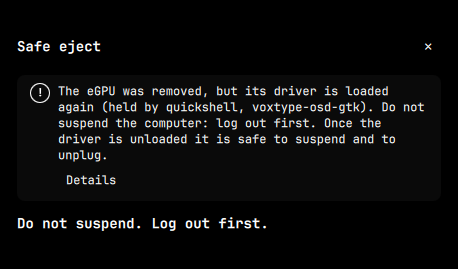 Safe eject ×
The eGPU was removed, but its driver is loaded
again (held by quickshell, voxtype-osd-gtk). Do not
suspend the computer: log out first. Once the
driver is unloaded it is safe to suspend and to
unplug.
Details
Do not suspend. Log out first.